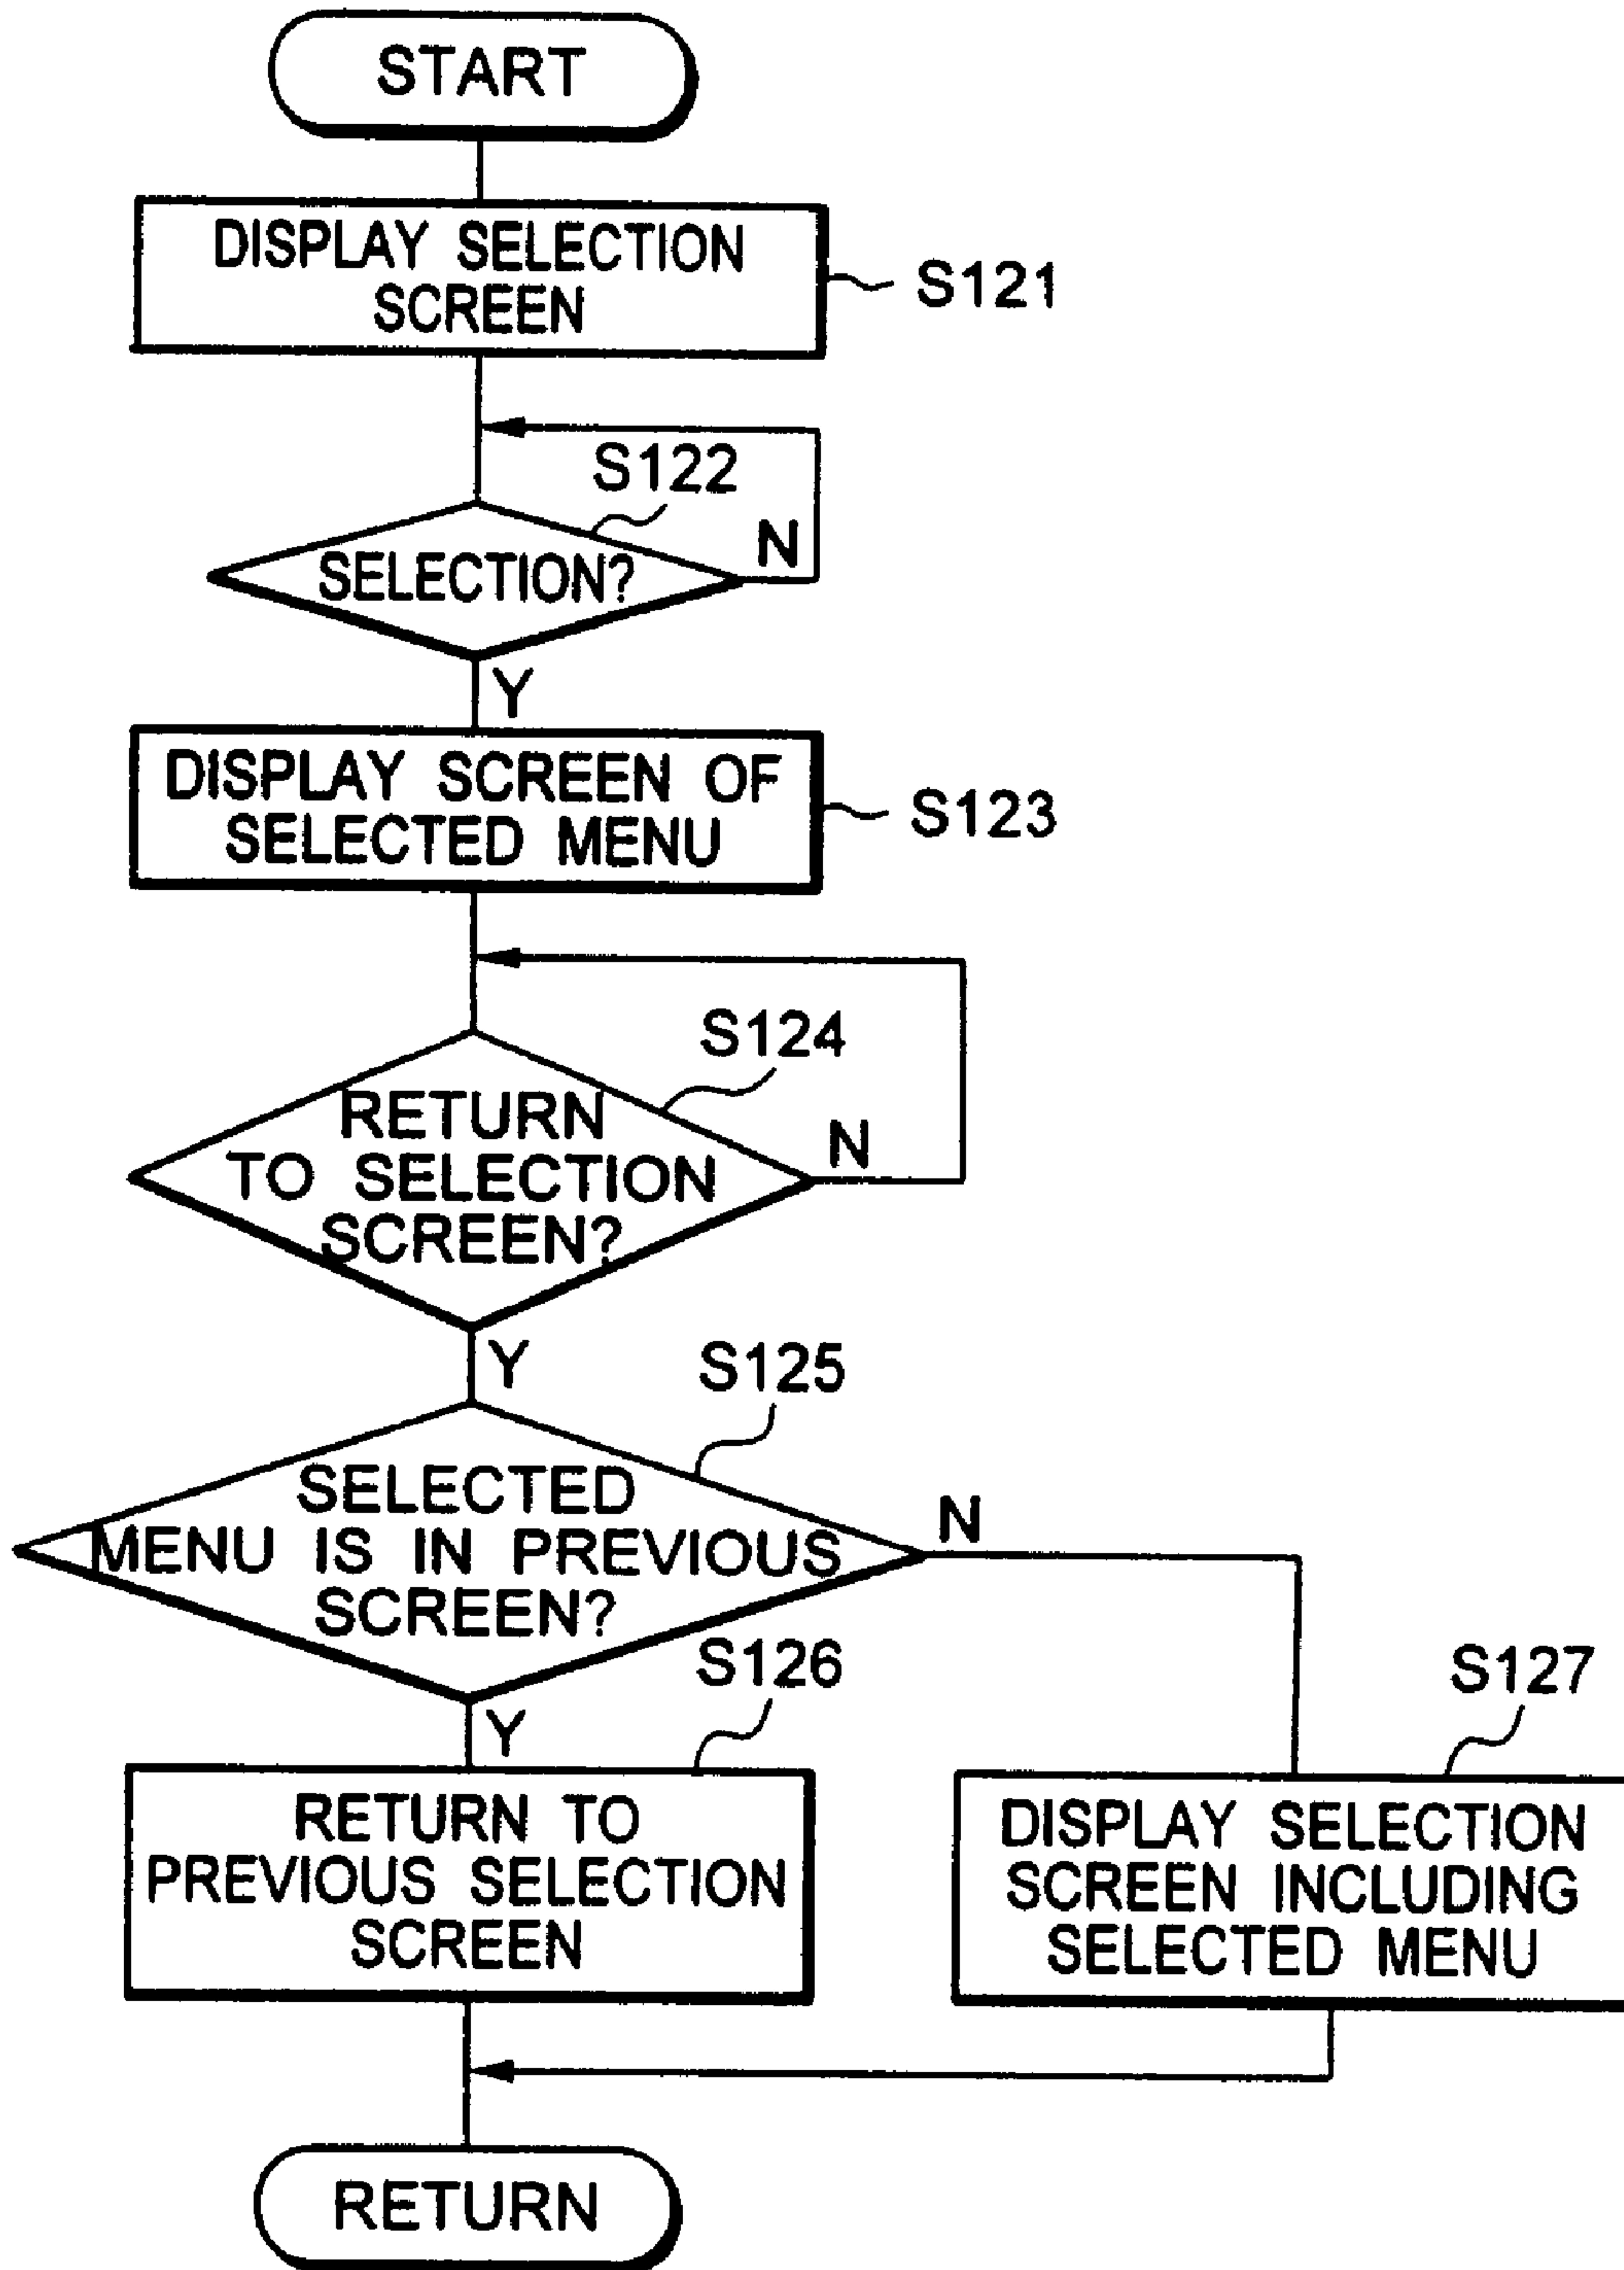 START
DISPLAY SELECTION
SCREEN
S121
S122
N
SELECTION?
Y
DISPLAY SCREEN OF
SELECTED MENU
S123
S124
RETURN
TO SELECTION
SCREEN?
N
Y
S125
SELECTED
MENU IS IN PREVIOUS
SCREEN?
N
S126
S127
Y
RETURN TO
PREVIOUS SELECTION
SCREEN
DISPLAY SELECTION
SCREEN INCLUDING
SELECTED MENU
RETURN